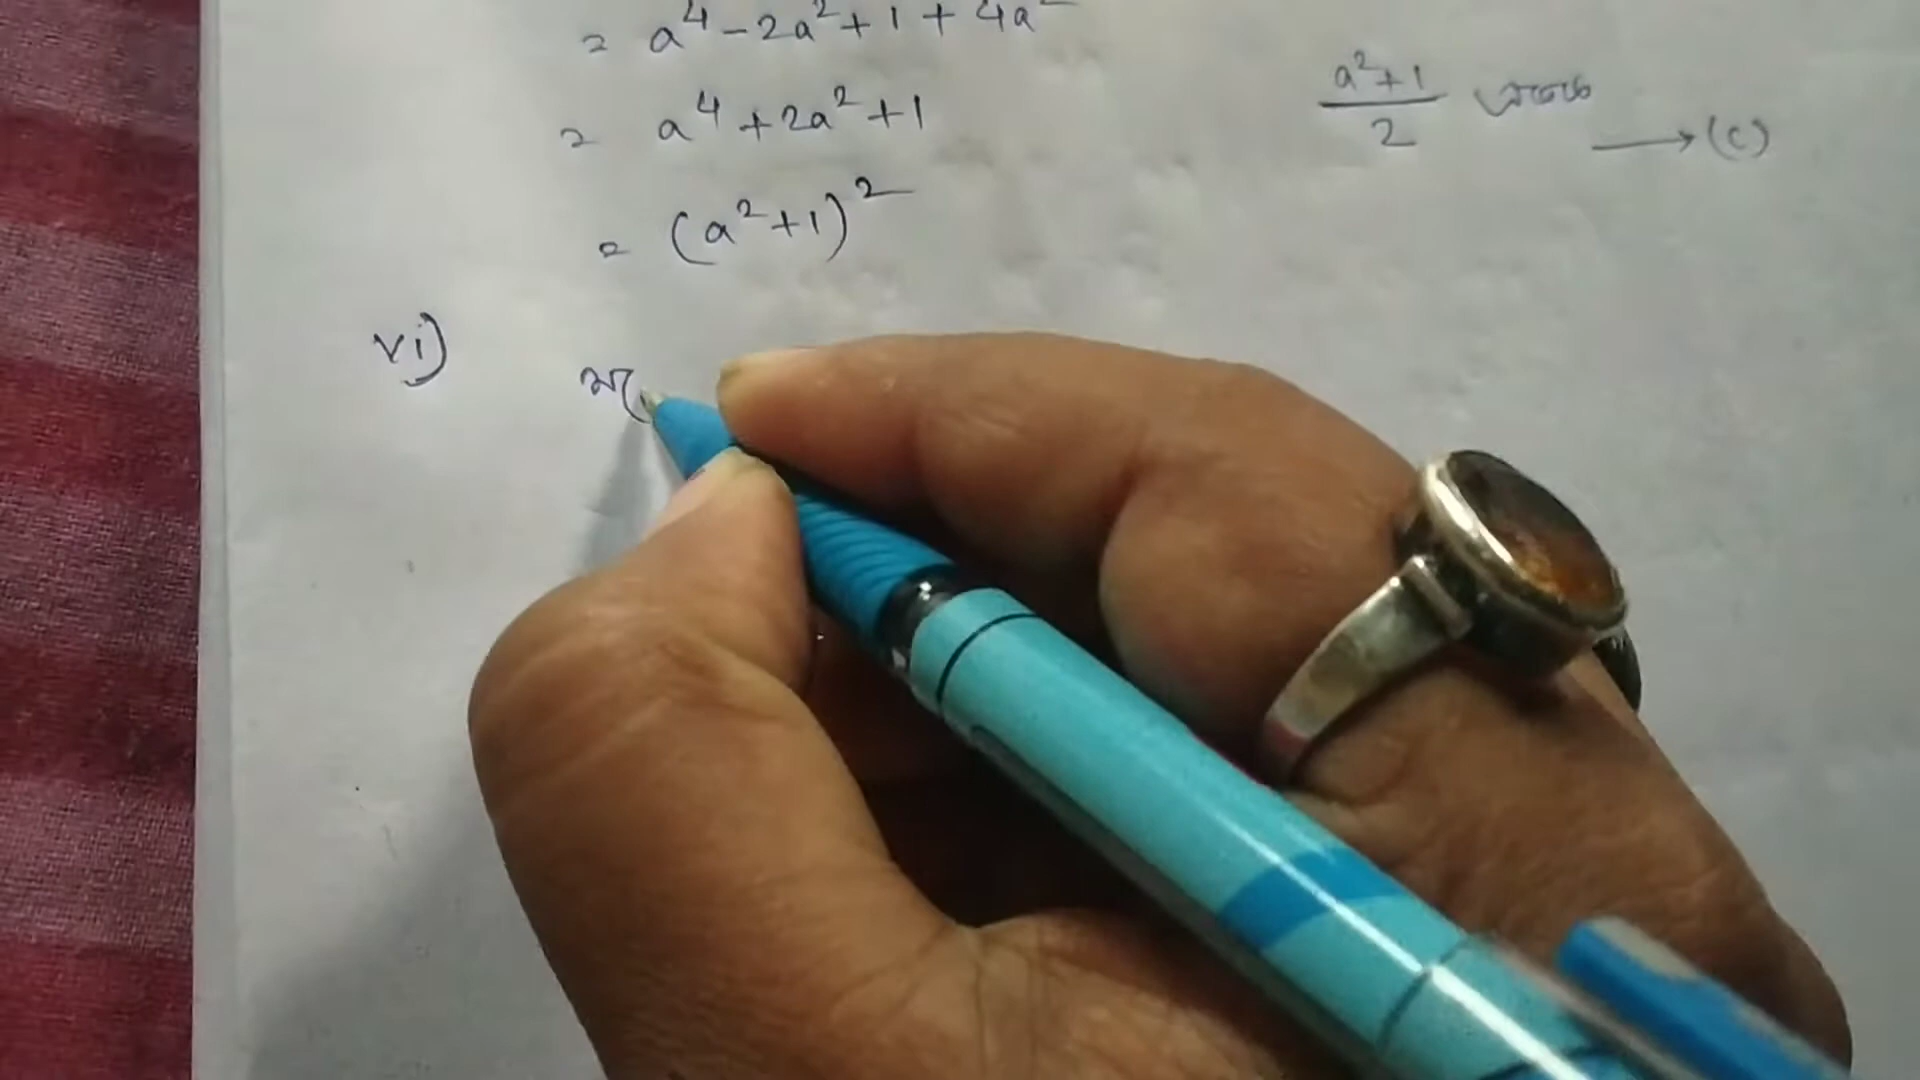 = a⁴ - 2a² + 1 + 4a²
= a⁴ + 2a² + 1
= (a² + 1)²
(a² + 1)/2
→ (c)
vi)